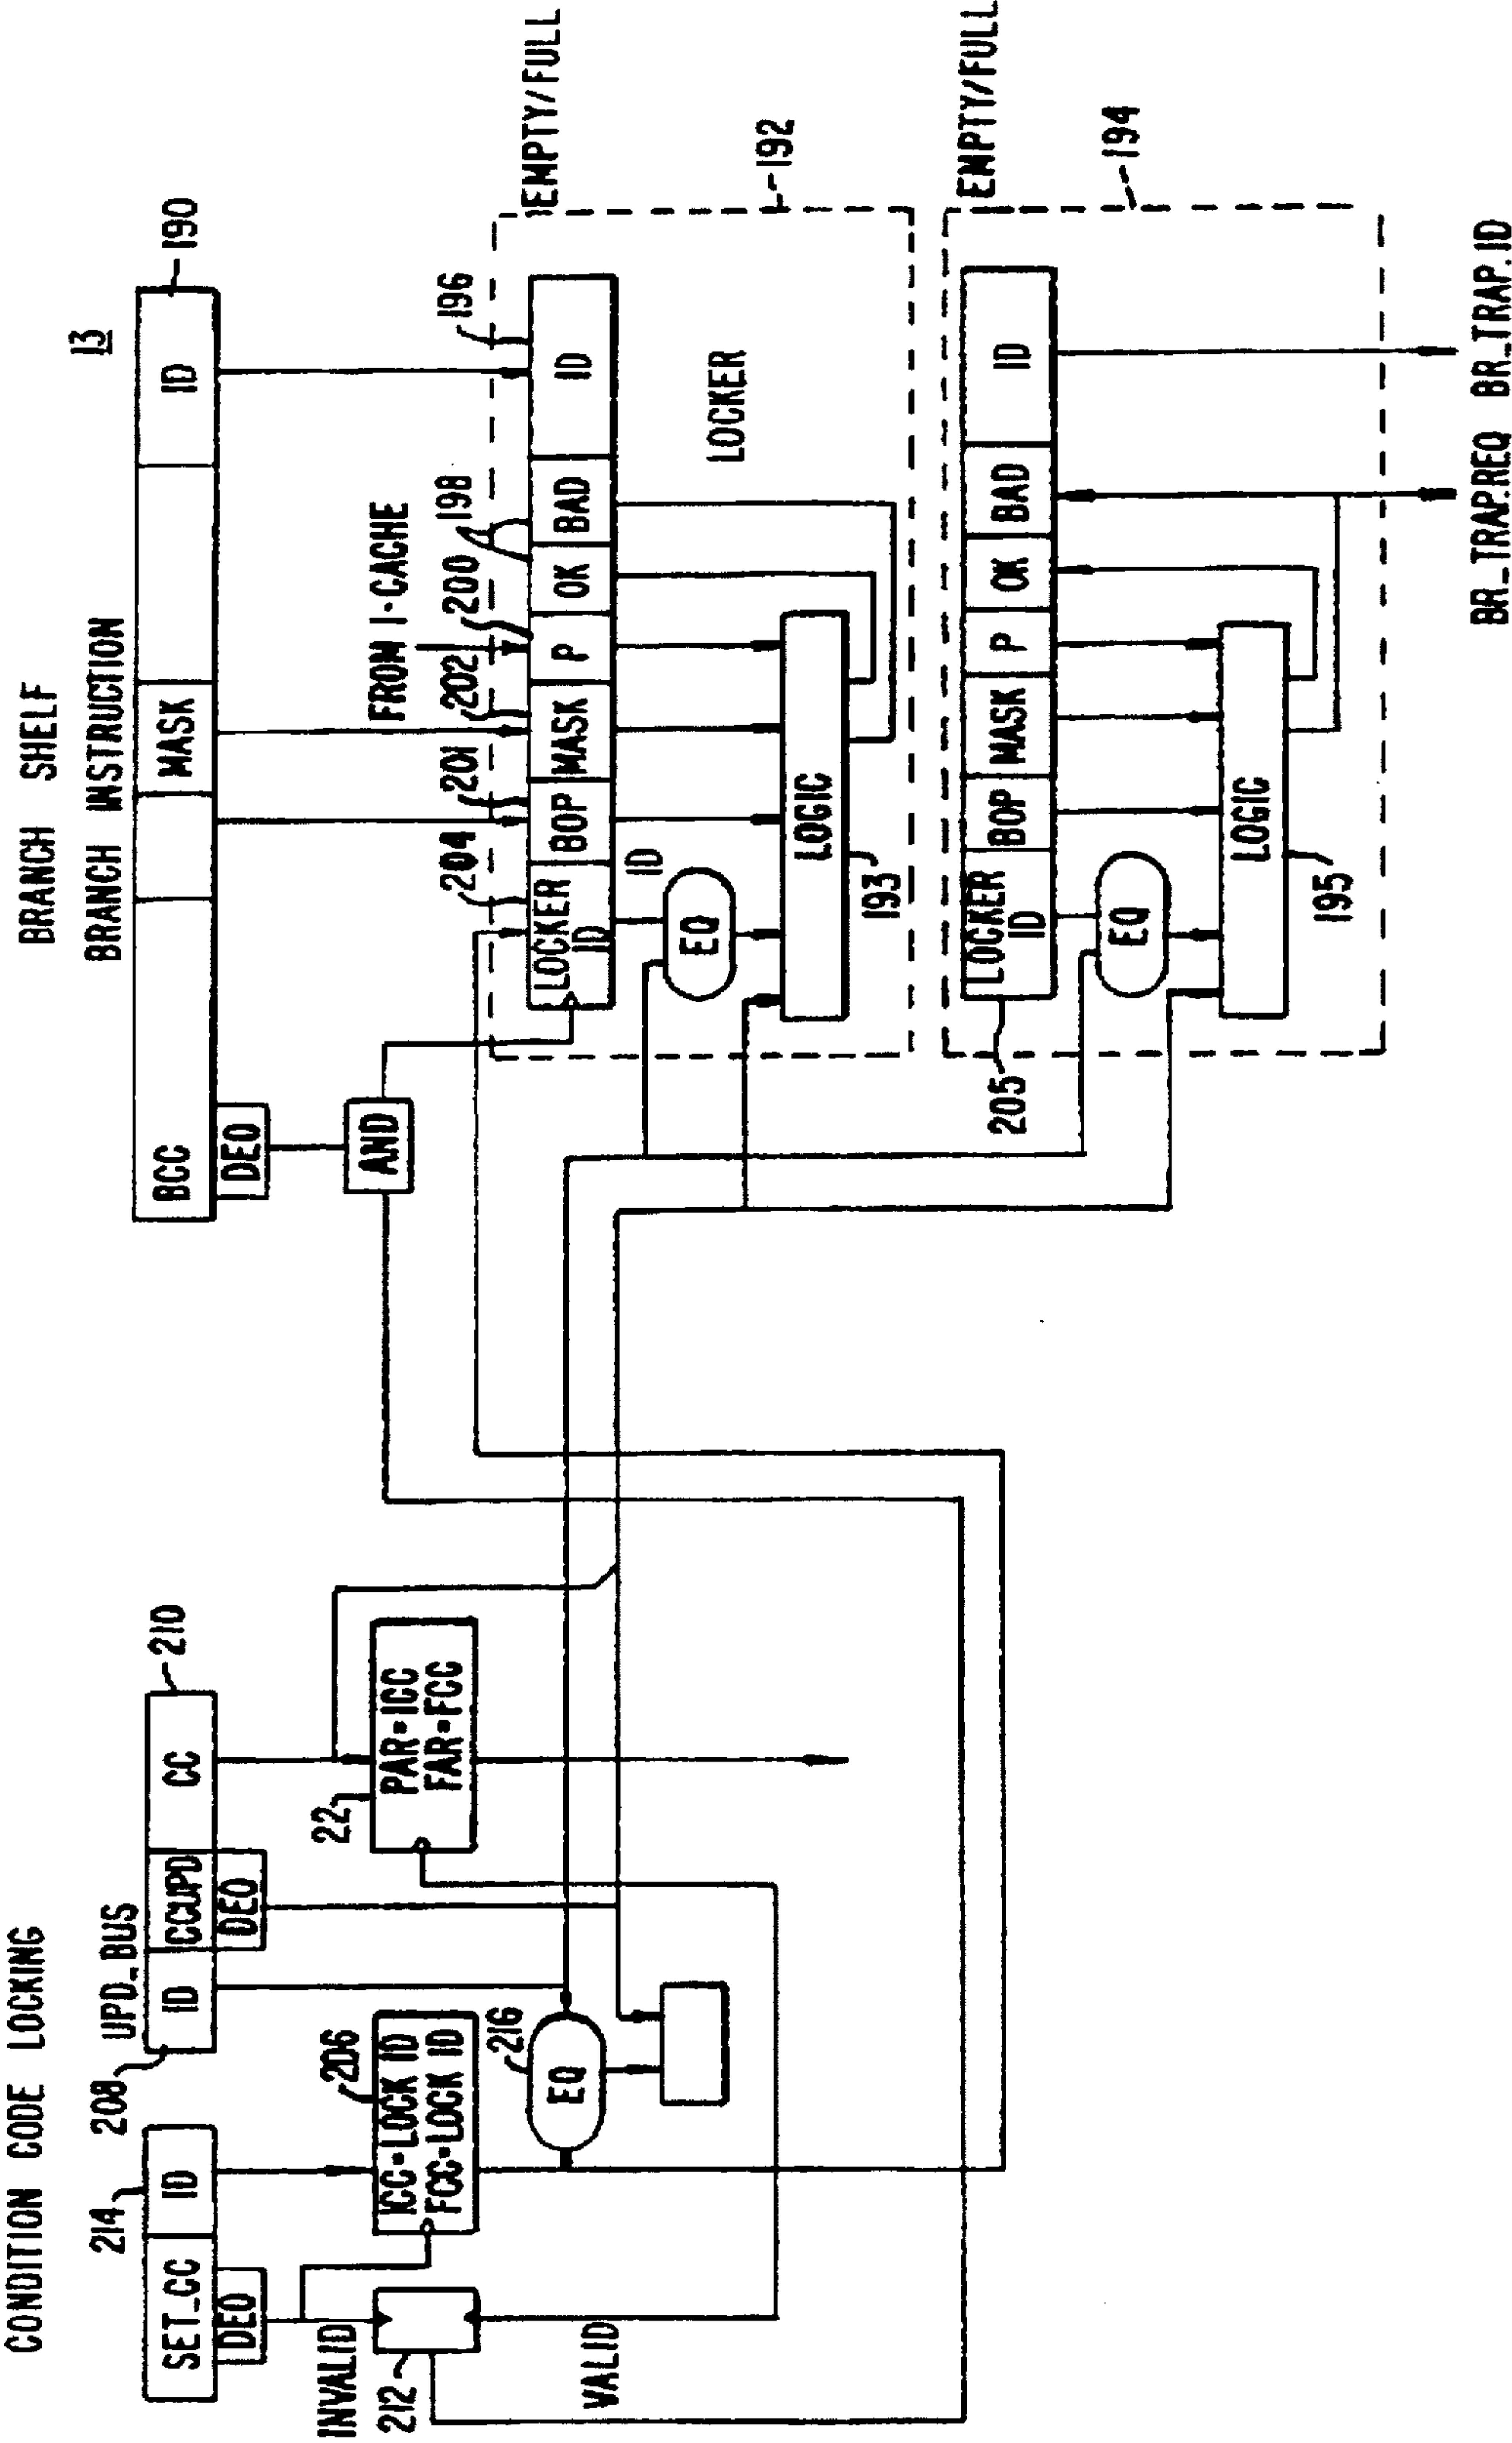 CONDITION CODE LOCKING
BRANCH SHELF
13
UPD_BUS
BRANCH INSTRUCTION
214
208
210
190
SET_CC
ID
ID
CCUPD
CC
BCC
MASK
ID
DEO
DEO
DEO
INVALID
206
22
AND
FROM I-CACHE
212
ICC=LOCK ID
FCC=LOCK ID
PAR=ICC
FAR=FCC
204
201
202
200
198
196
EMPTY/FULL
VALID
216
EQ
LOCKER
ID
BOP
MASK
P
OK
BAD
ID
ID
EQ
LOCKER
192
LOGIC
193
EMPTY/FULL
205
LOCKER
ID
BOP
MASK
P
OK
BAD
ID
194
EQ
LOGIC
195
BR_TRAP.REQ
BR_TRAP.ID